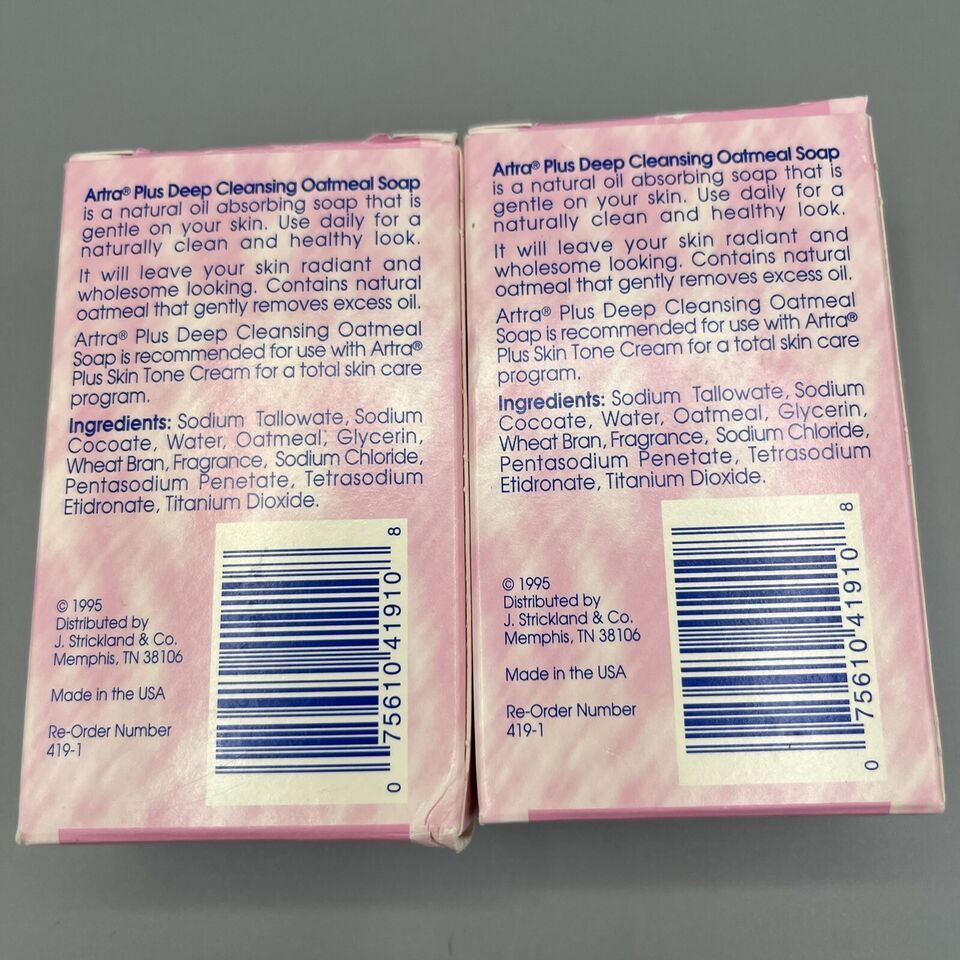 Artra® Plus Deep Cleansing Oatmeal Soap
is a natural oil absorbing soap that is
gentle on your skin. Use daily for a
naturally clean and healthy look.
It will leave your skin radiant and
wholesome looking. Contains natural
oatmeal that gently removes excess oil.
Artra® Plus Deep Cleansing Oatmeal
Soap is recommended for use with Artra®
Plus Skin Tone Cream for a total skin care
program.
Ingredients: Sodium Tallowate, Sodium
Cocoate, Water, Oatmeal, Glycerin,
Wheat Bran, Fragrance, Sodium Chloride,
Pentasodium Penetate, Tetrasodium
Etidronate, Titanium Dioxide.
© 1995
Distributed by
J. Strickland & Co.
Memphis, TN 38106
Made in the USA
Re-Order Number
419-1
0 75610 41910 8
Artra® Plus Deep Cleansing Oatmeal Soap
is a natural oil absorbing soap that is
gentle on your skin. Use daily for a
naturally clean and healthy look.
It will leave your skin radiant and
wholesome looking. Contains natural
oatmeal that gently removes excess oil.
Artra® Plus Deep Cleansing Oatmeal
Soap is recommended for use with Artra®
Plus Skin Tone Cream for a total skin care
program.
Ingredients: Sodium Tallowate, Sodium
Cocoate, Water, Oatmeal, Glycerin,
Wheat Bran, Fragrance, Sodium Chloride,
Pentasodium Penetate, Tetrasodium
Etidronate, Titanium Dioxide.
© 1995
Distributed by
J. Strickland & Co.
Memphis, TN 38106
Made in the USA
Re-Order Number
419-1
0 75610 41910 8